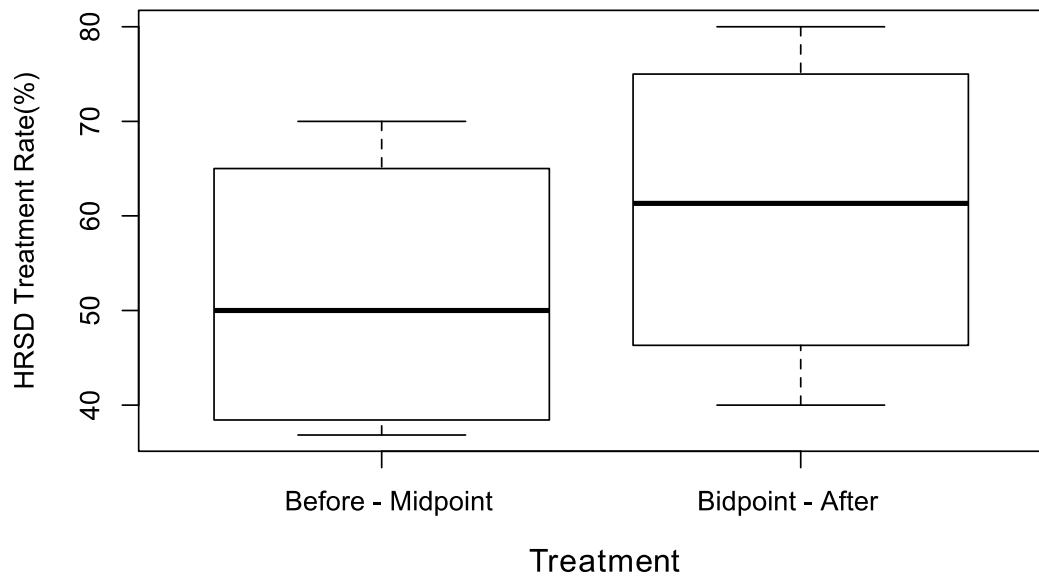 HRSD Treatment Rate(%)
80
70
60
50
40
Before - Midpoint
Bidpoint - After
Treatment